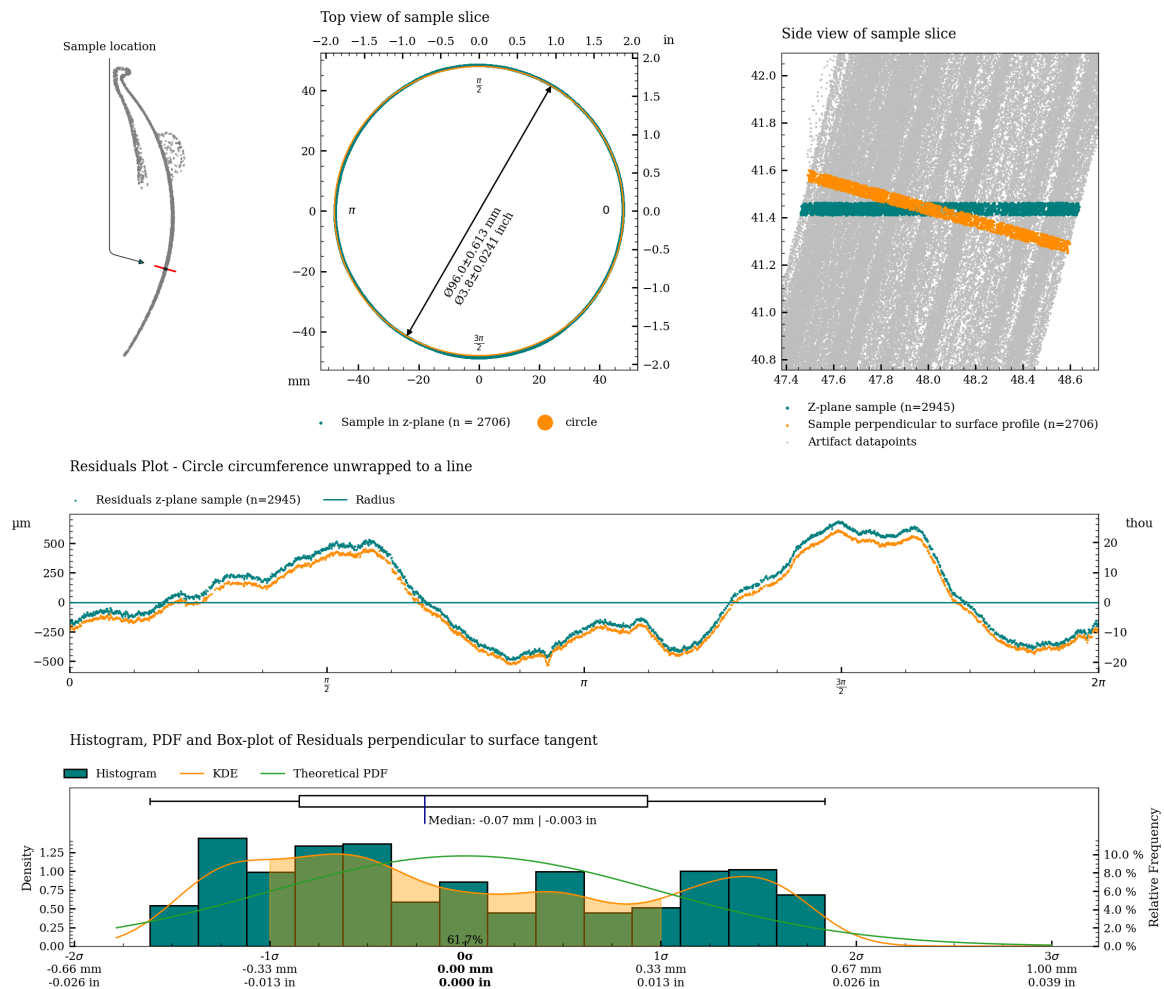 Sample location
Top view of sample slice
−2.0 −1.5 −1.0 −0.5 0.0 0.5 1.0 1.5 2.0 in
40
20
0
−20
−40
2.0
1.5
1.0
0.5
0.0
−0.5
−1.0
−1.5
−2.0
π/2
π
0
3π/2
Ø96.0±0.613 mm
Ø3.8±0.0241 inch
mm −40 −20 0 20 40
Sample in z-plane (n = 2706) circle
Side view of sample slice
42.0
41.8
41.6
41.4
41.2
41.0
40.8
47.4 47.6 47.8 48.0 48.2 48.4 48.6
Z-plane sample (n=2945)
Sample perpendicular to surface profile (n=2706)
Artifact datapoints
Residuals Plot - Circle circumference unwrapped to a line
Residuals z-plane sample (n=2945) Radius
µm
thou
500
250
0
−250
−500
20
10
0
−10
−20
0 π/2 π 3π/2 2π
Histogram, PDF and Box-plot of Residuals perpendicular to surface tangent
Histogram KDE Theoretical PDF
Median: -0.07 mm | -0.003 in
Density
1.25
1.00
0.75
0.50
0.25
0.00
Relative Frequency
10.0 %
8.0 %
6.0 %
4.0 %
2.0 %
0.0 %
61.7%
-2σ -1σ 0σ 1σ 2σ 3σ
-0.66 mm -0.33 mm 0.00 mm 0.33 mm 0.67 mm 1.00 mm
-0.026 in -0.013 in 0.000 in 0.013 in 0.026 in 0.039 in